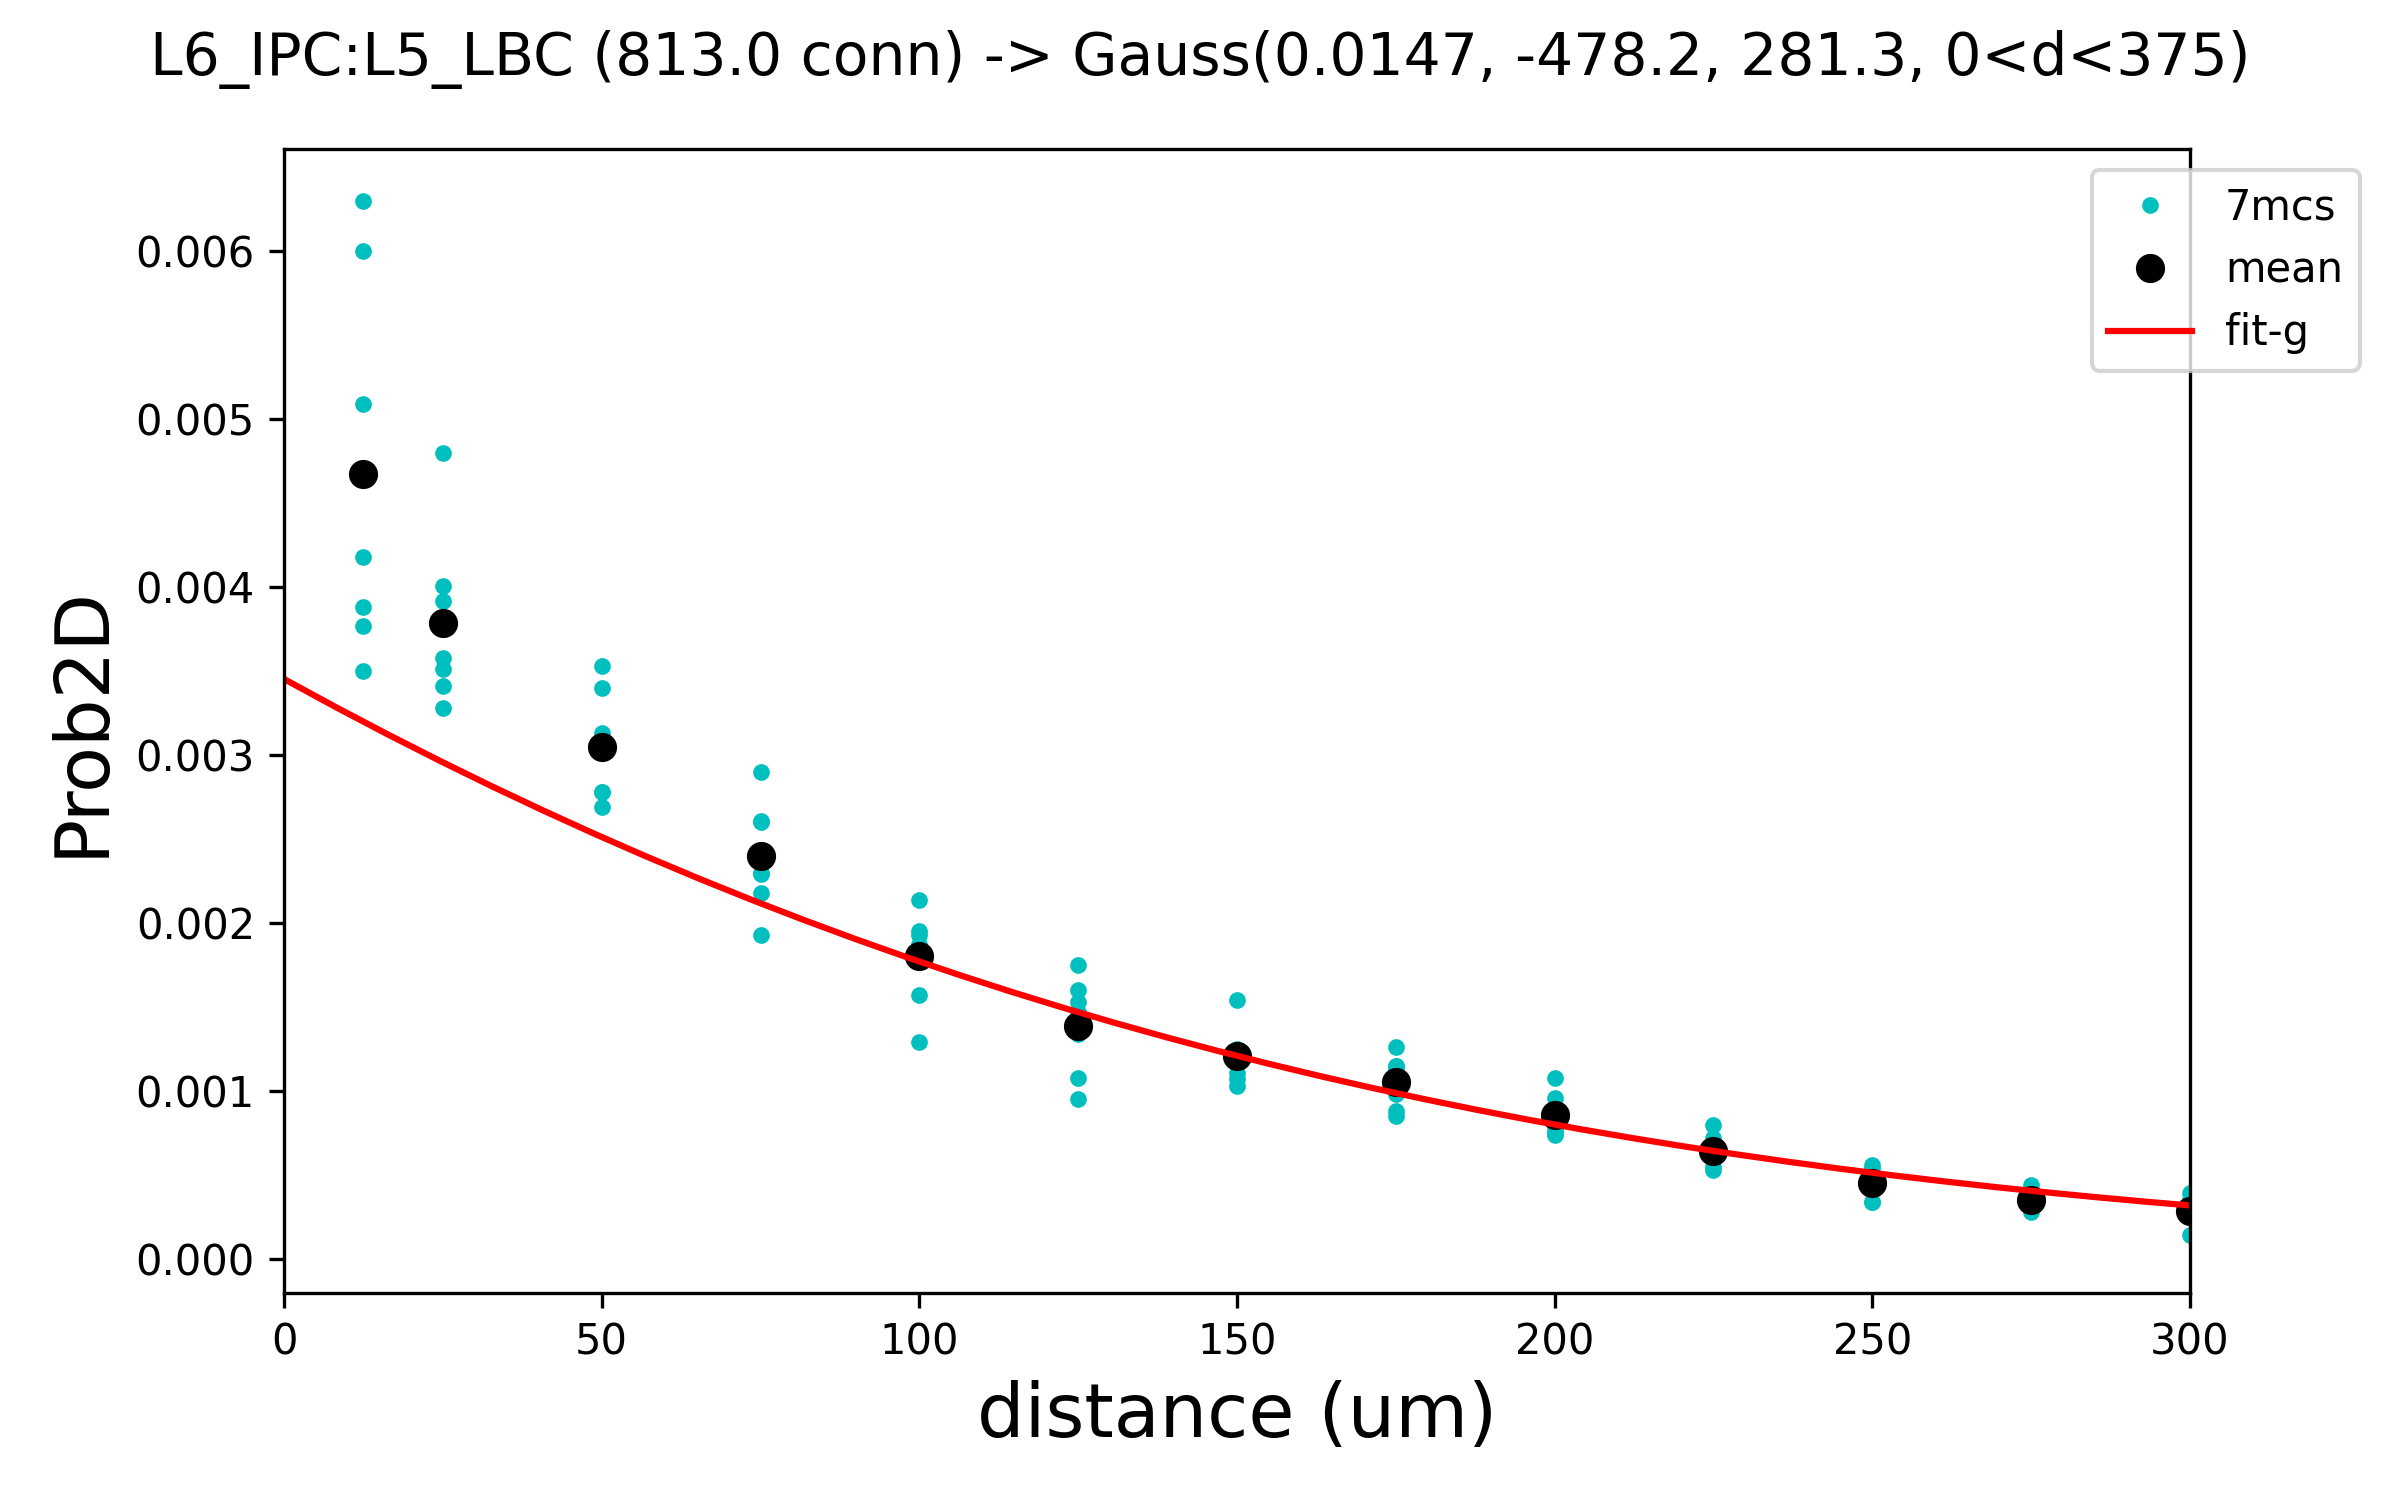 L6_IPC:L5_LBC (813.0 conn) -> Gauss(0.0147, -478.2, 281.3, 0<d<375)
7mcs
mean
fit-g
Prob2D
0.006
0.005
0.004
0.003
0.002
0.001
0.000
0 50 100 150 200 250 300
distance (um)